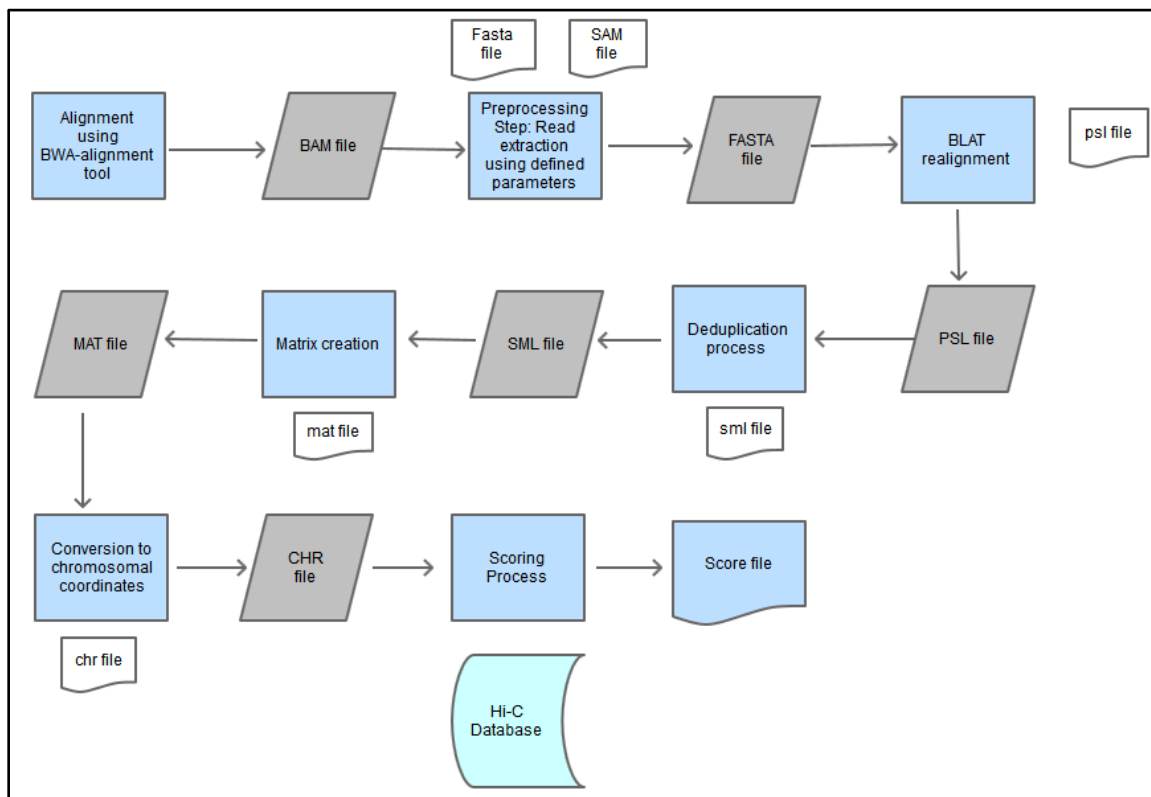 Fasta
file
SAM
file
Alignment
using
BWA-alignment
tool
BAM file
Preprocessing
Step: Read
extraction
using defined
parameters
FASTA
file
BLAT
realignment
psl file
MAT file
Matrix creation
SML file
Deduplication
process
PSL file
mat file
sml file
Conversion to
chromosomal
coordinates
CHR
file
Scoring
Process
Score file
chr file
Hi-C
Database